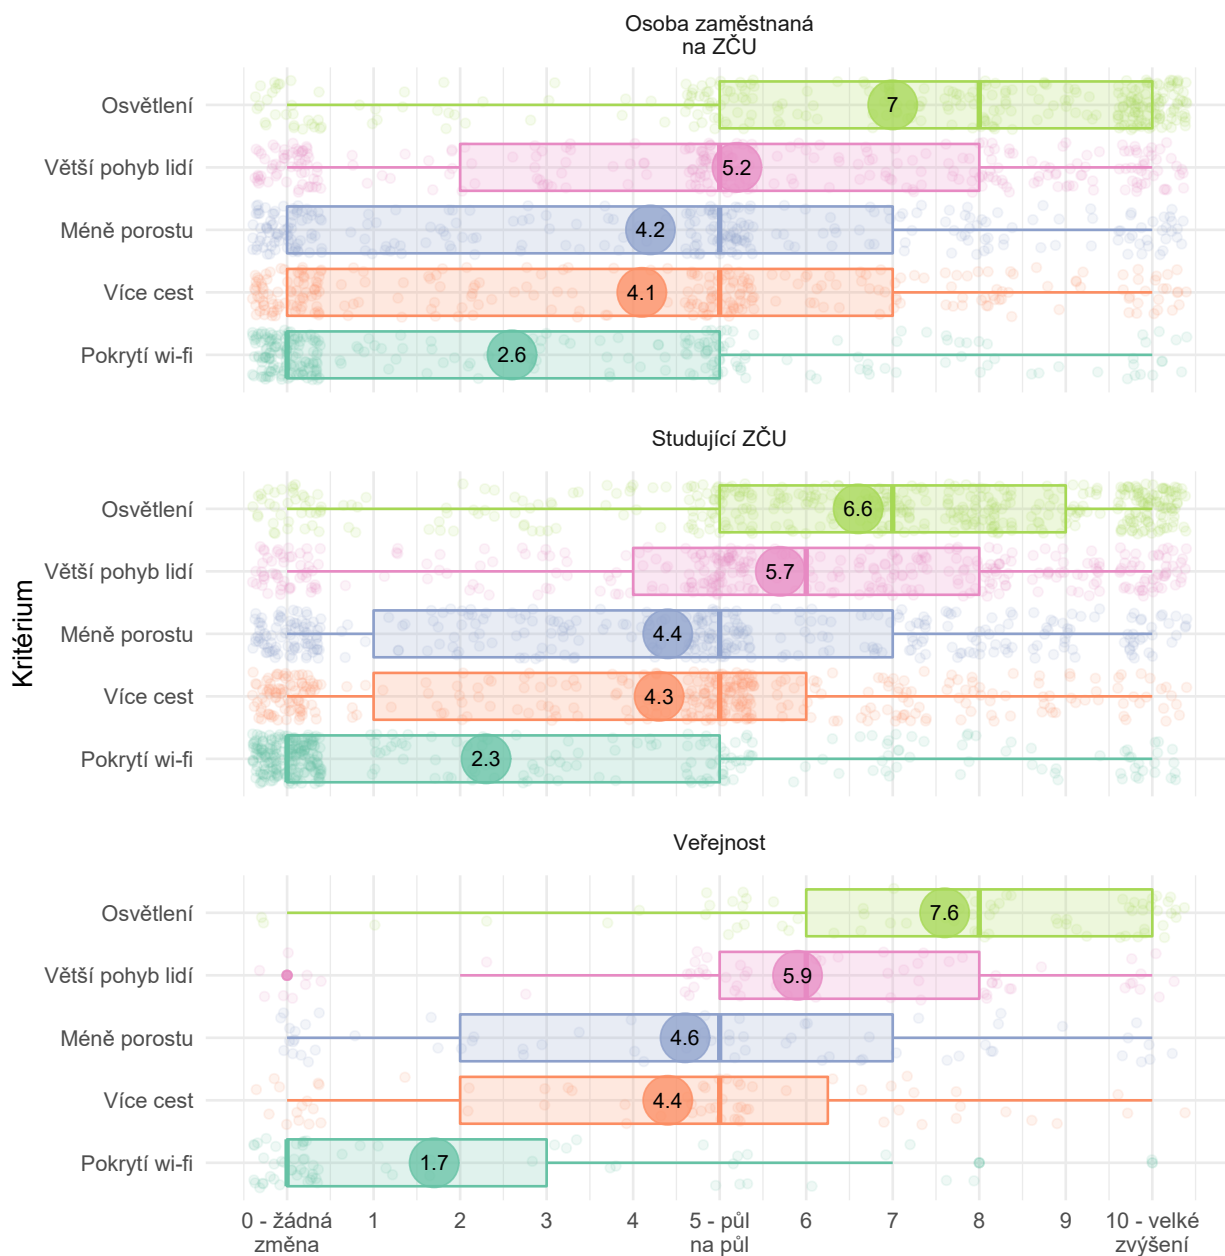 Osoba zaměstnaná
na ZČU
Osvětlení
7
Větší pohyb lidí
5.2
Méně porostu
4.2
Více cest
4.1
Pokrytí wi-fi
2.6
Studující ZČU
Kritérium
Osvětlení
6.6
Větší pohyb lidí
5.7
Méně porostu
4.4
Více cest
4.3
Pokrytí wi-fi
2.3
Veřejnost
Osvětlení
7.6
Větší pohyb lidí
5.9
Méně porostu
4.6
Více cest
4.4
Pokrytí wi-fi
1.7
0 - žádná
změna
1
2
3
4
5 - půl
na půl
6
7
8
9
10 - velké
zvýšení